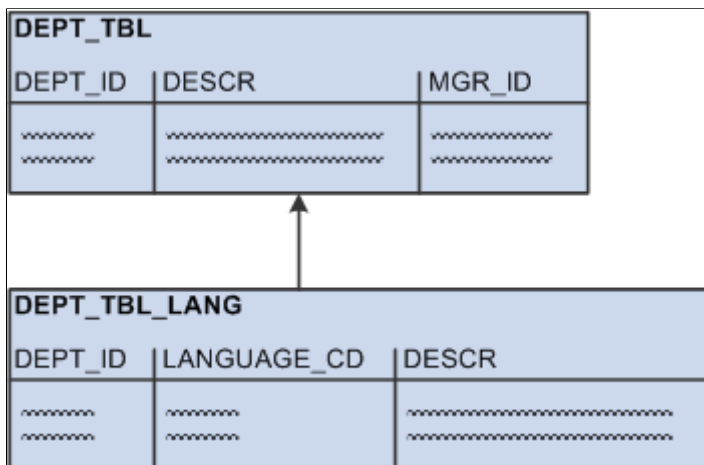 DEPT_TBL
DEPT_ID DESCR MGR_ID
DEPT_TBL_LANG
DEPT_ID LANGUAGE_CD DESCR